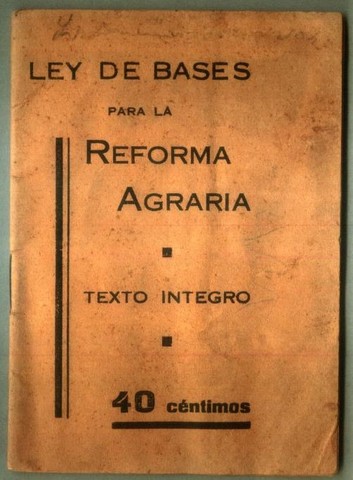 LEY DE BASES
PARA LA
REFORMA
AGRARIA
TEXTO INTEGRO
40 céntimos